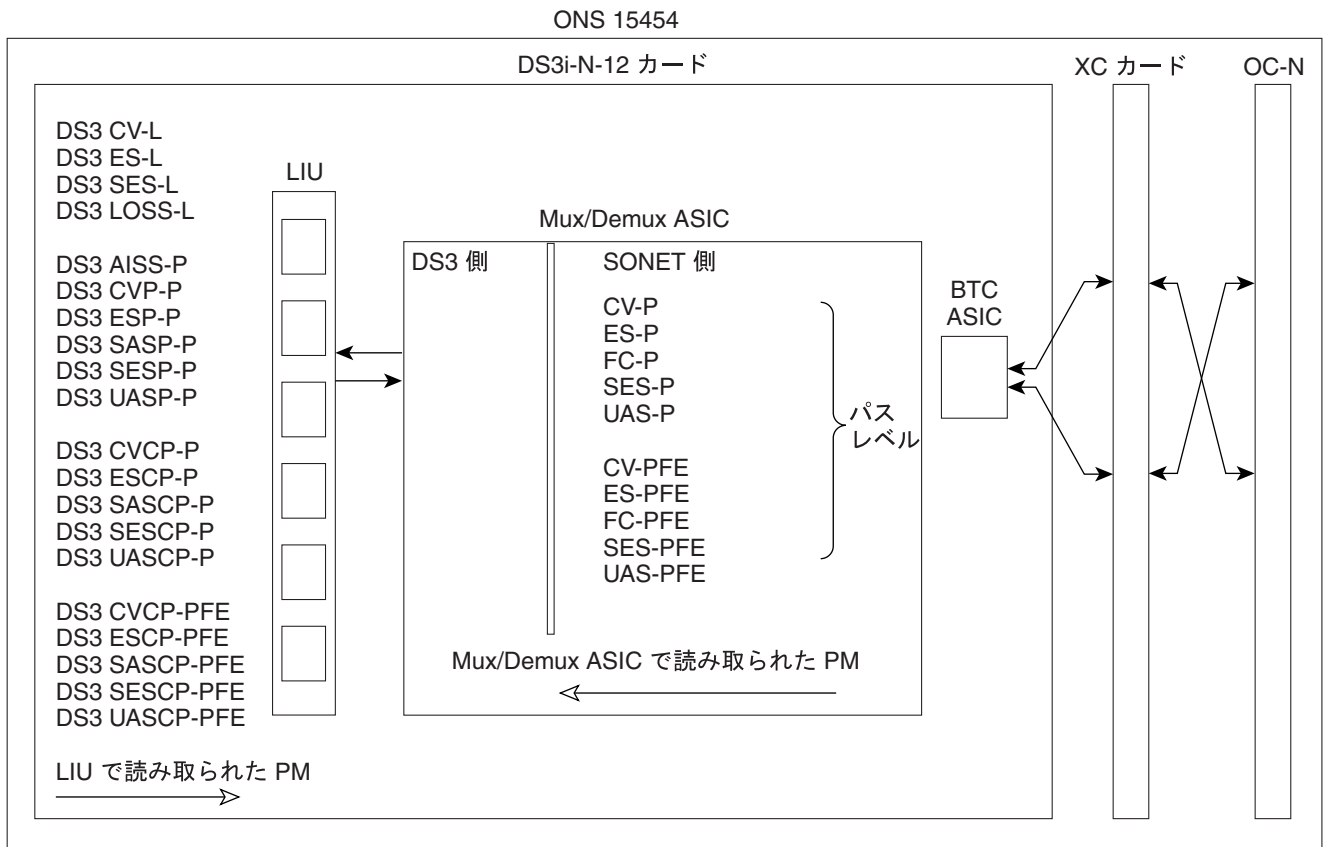 ONS 15454
DS3i-N-12 カード
XC カード
OC-N
DS3 CV-L
DS3 ES-L
DS3 SES-L
DS3 LOSS-L
DS3 AISS-P
DS3 CVP-P
DS3 ESP-P
DS3 SASP-P
DS3 SESP-P
DS3 UASP-P
DS3 CVCP-P
DS3 ESCP-P
DS3 SASCP-P
DS3 SESCP-P
DS3 UASCP-P
DS3 CVCP-PFE
DS3 ESCP-PFE
DS3 SASCP-PFE
DS3 SESCP-PFE
DS3 UASCP-PFE
LIU で読み取られた PM
LIU
Mux/Demux ASIC
DS3 側
SONET 側
CV-P
ES-P
FC-P
SES-P
UAS-P
CV-PFE
ES-PFE
FC-PFE
SES-PFE
UAS-PFE
パス
レベル
Mux/Demux ASIC で読み取られた PM
BTC
ASIC